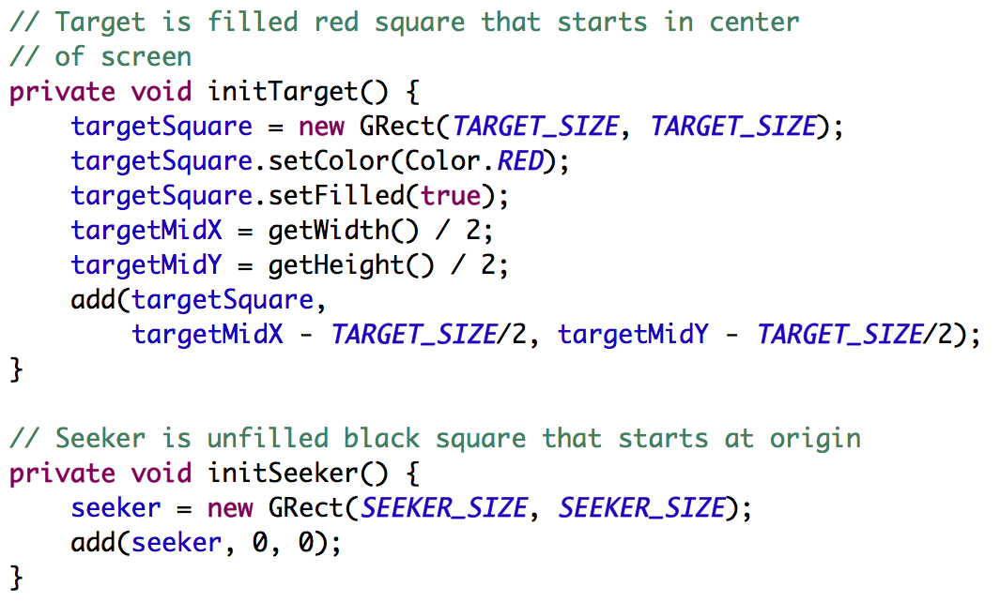 // Target is filled red square that starts in center
// of screen
private void initTarget() {
    targetSquare = new GRect(TARGET_SIZE, TARGET_SIZE);
    targetSquare.setColor(Color.RED);
    targetSquare.setFilled(true);
    targetMidX = getWidth() / 2;
    targetMidY = getHeight() / 2;
    add(targetSquare,
        targetMidX - TARGET_SIZE/2, targetMidY - TARGET_SIZE/2);
}

// Seeker is unfilled black square that starts at origin
private void initSeeker() {
    seeker = new GRect(SEEKER_SIZE, SEEKER_SIZE);
    add(seeker, 0, 0);
}